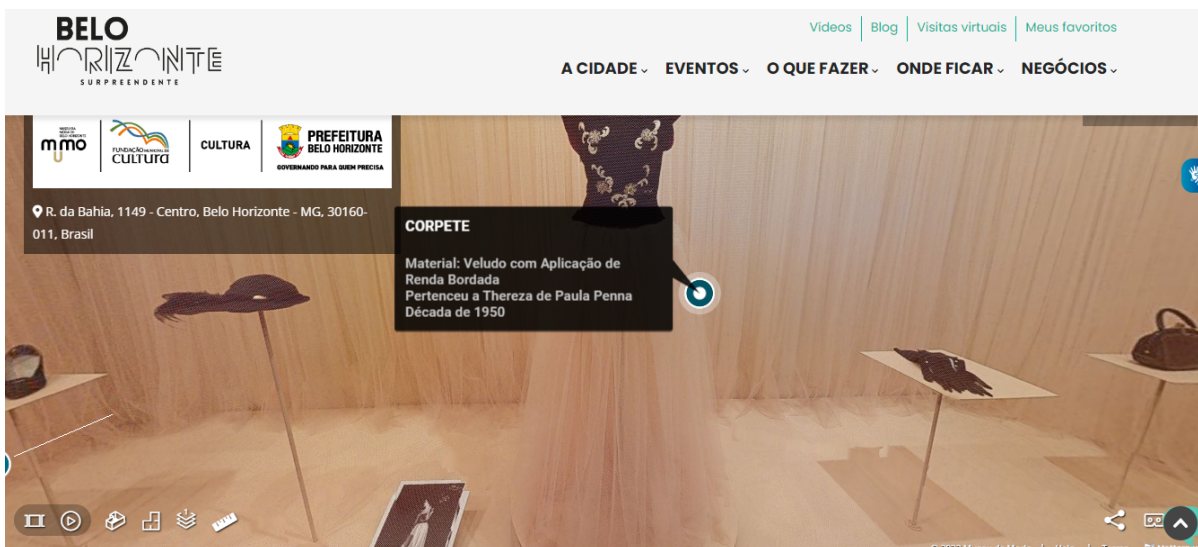 BELO
HORIZONTE
SURPREENDENTE
Vídeos
Blog
Visitas virtuais
Meus favoritos
A CIDADE
EVENTOS
O QUE FAZER
ONDE FICAR
NEGÓCIOS
mmo
u
FUNDAÇÃO MUNICIPAL DE
CULTURA
CULTURA
PREFEITURA
BELO HORIZONTE
GOVERNANDO PARA QUEM PRECISA
R. da Bahia, 1149 - Centro, Belo Horizonte - MG, 30160-
011, Brasil
CORPETE
Material: Veludo com Aplicação de
Renda Bordada
Pertenceu a Thereza de Paula Penna
Década de 1950